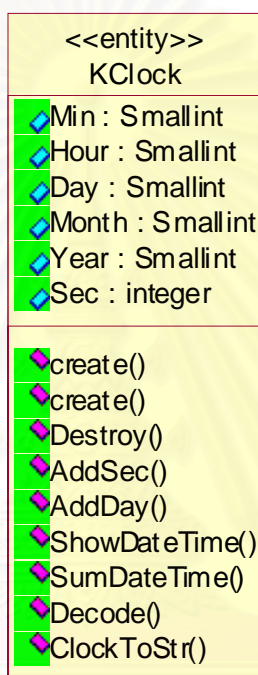 <<entity>>
KClock
Min : Smallint
Hour : Smallint
Day : Smallint
Month : Smallint
Year : Smallint
Sec : integer
create()
create()
Destroy()
AddSec()
AddDay()
ShowDateTime()
SumDateTime()
Decode()
ClockToStr()